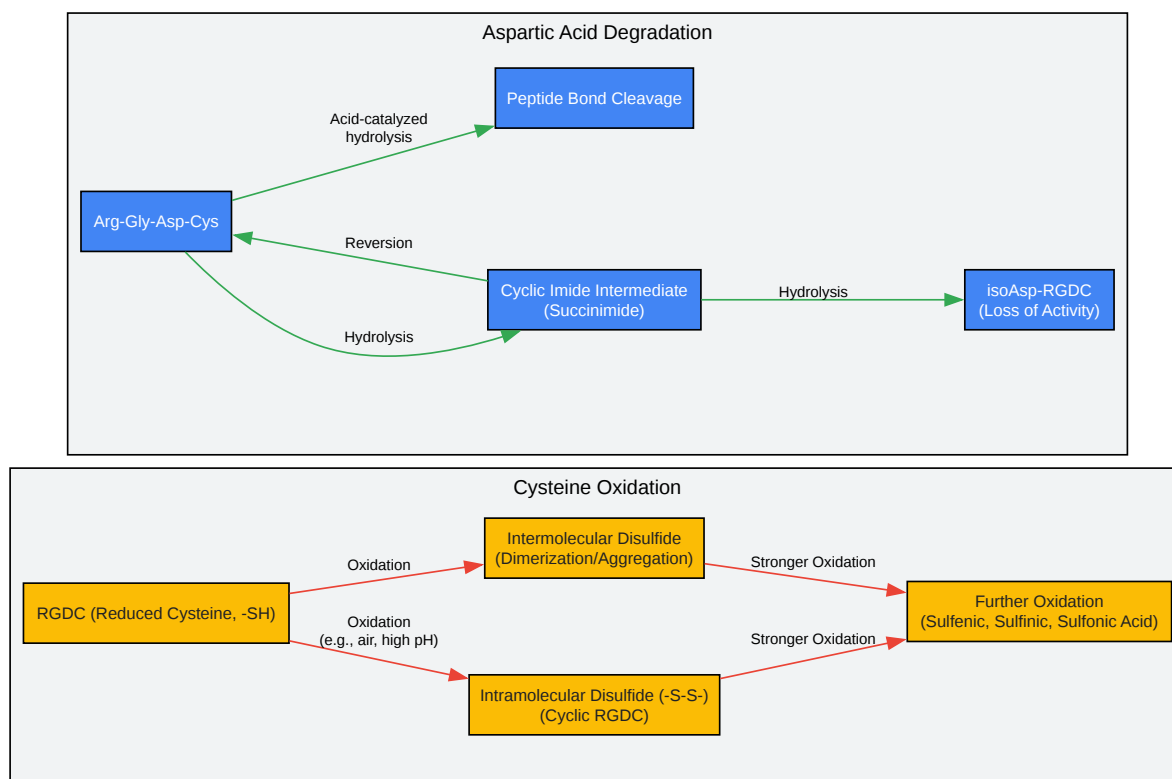 Aspartic Acid Degradation
Peptide Bond Cleavage
Acid-catalyzed
hydrolysis
Arg-Gly-Asp-Cys
Reversion
Cyclic Imide Intermediate
(Succinimide)
Hydrolysis
isoAsp-RGDC
(Loss of Activity)
Hydrolysis
Cysteine Oxidation
Intermolecular Disulfide
(Dimerization/Aggregation)
Oxidation
Stronger Oxidation
RGDC (Reduced Cysteine, -SH)
Further Oxidation
(Sulfenic, Sulfinic, Sulfonic Acid)
Oxidation
(e.g., air, high pH)
Stronger Oxidation
Intramolecular Disulfide (-S-S-)
(Cyclic RGDC)